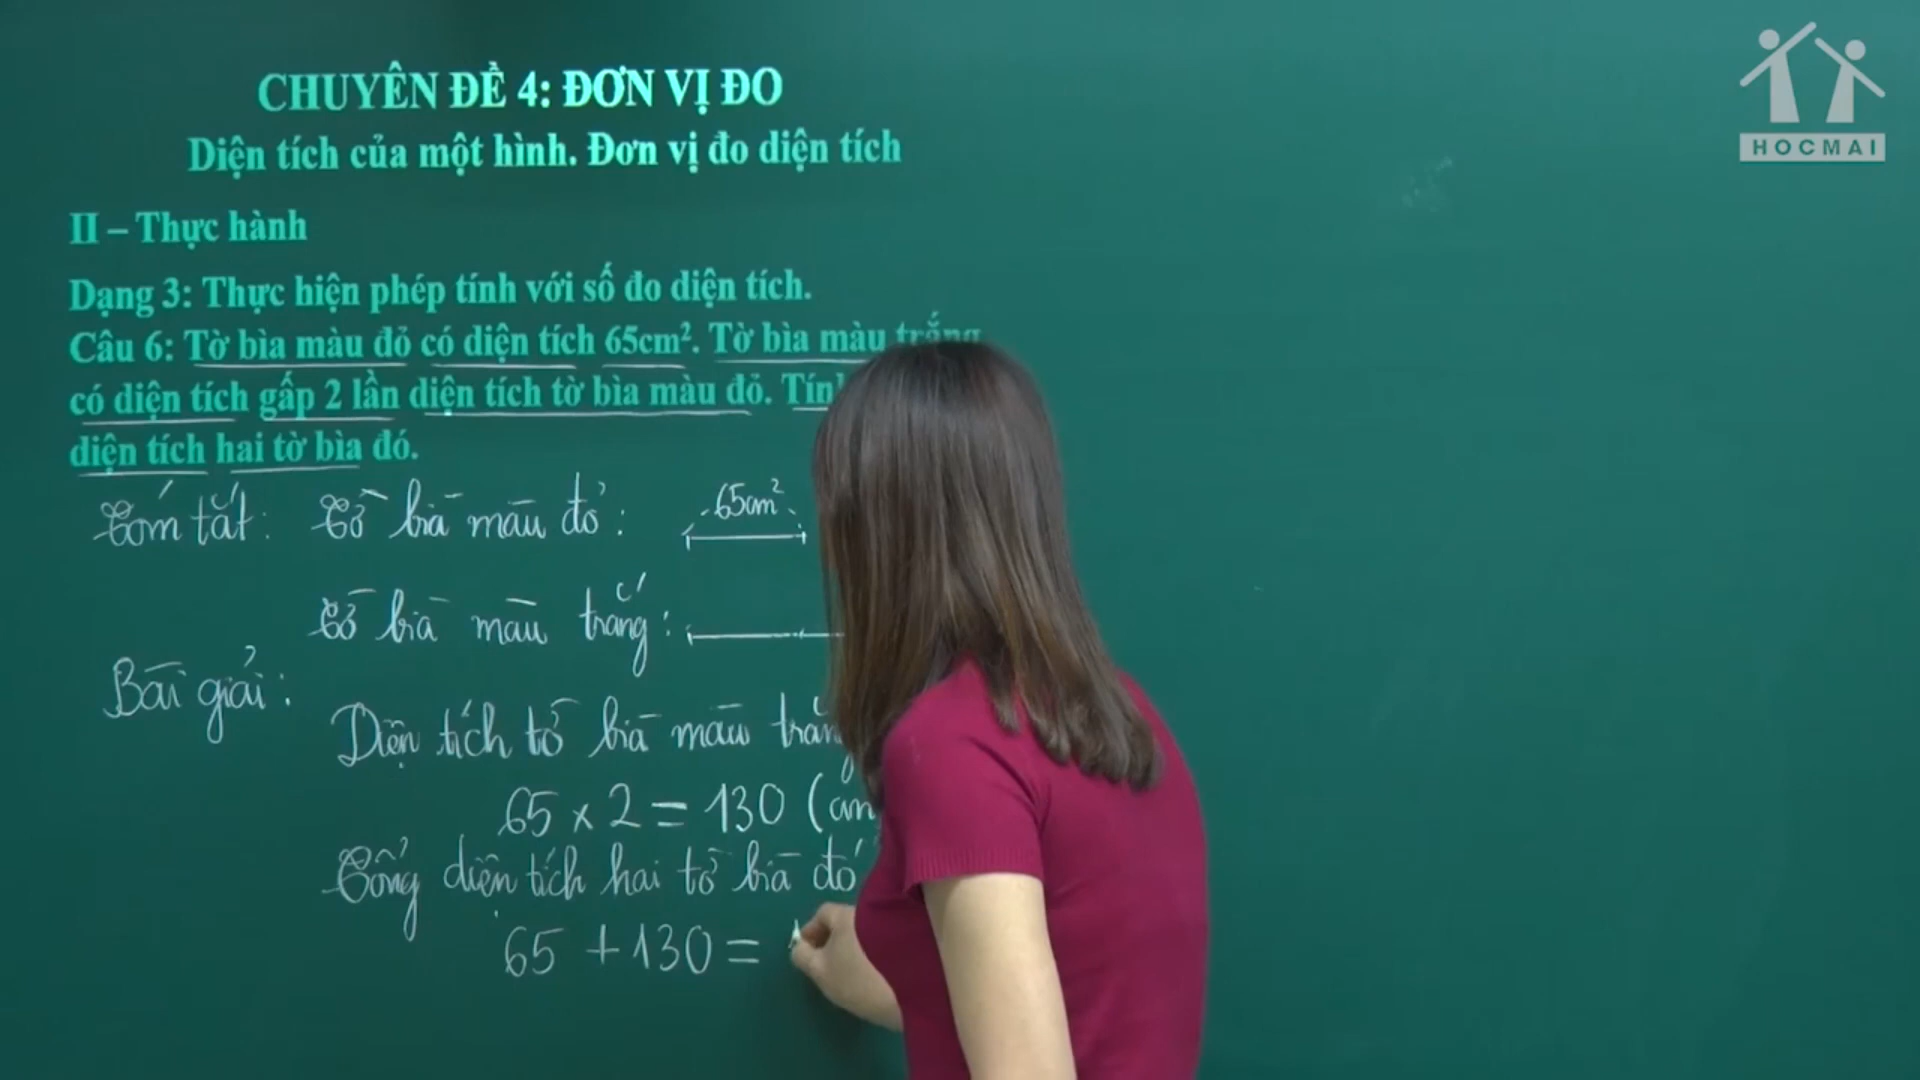 HOCMAI
CHUYÊN ĐỀ 4: ĐƠN VỊ ĐO
Diện tích của một hình. Đơn vị đo diện tích
II – Thực hành
Dạng 3: Thực hiện phép tính với số đo diện tích.
Câu 6: Tờ bìa màu đỏ có diện tích 65cm². Tờ bìa màu trắng
có diện tích gấp 2 lần diện tích tờ bìa màu đỏ. Tính
diện tích hai tờ bìa đó.
Tóm tắt: Tờ bìa màu đỏ: 65cm²
Tờ bìa màu trắng:
Bài giải:
Diện tích tờ bìa màu trắng
65 x 2 = 130 (cm
Tổng diện tích hai tờ bìa đó
65 + 130 =